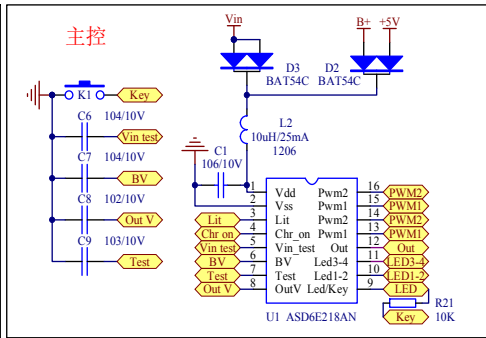 主控
Vin
B+ +5V
D3
BAT54C
D2
BAT54C
K1
Key
C6 104/10V
Vin test
C7 104/10V
BV
C8 102/10V
Out V
C9 103/10V
Test
L2
10uH/25mA
1206
C1
106/10V
1 Vdd Pwm2 16 PWM2
2 Vss Pwm1 15 PWM1
Lit 3 Lit Pwm2 14 PWM2
Chr on 4 Chr_on Pwm1 13 PWM1
Vin test 5 Vin_test Out 12 Out
BV 6 BV Led3-4 11 LED3-4
Test 7 Test Led1-2 10 LED1-2
Out V 8 OutV Led/Key 9 LED
U1 ASD6E218AN
R21
Key 10K